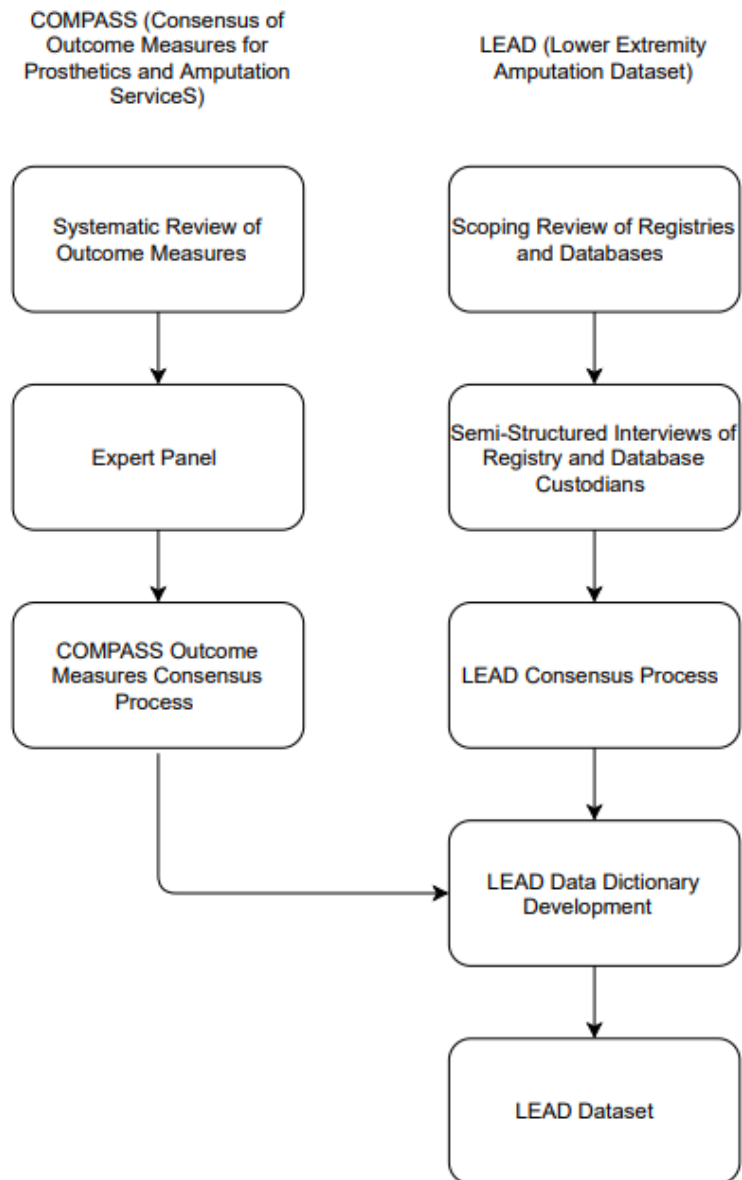 COMPASS (Consensus of
Outcome Measures for
Prosthetics and Amputation
ServiceS)
LEAD (Lower Extremity
Amputation Dataset)
Systematic Review of
Outcome Measures
Scoping Review of Registries
and Databases
Expert Panel
Semi-Structured Interviews of
Registry and Database
Custodians
COMPASS Outcome
Measures Consensus
Process
LEAD Consensus Process
LEAD Data Dictionary
Development
LEAD Dataset